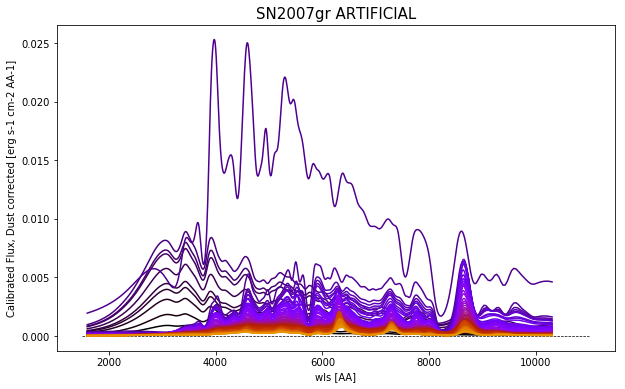 SN2007gr ARTIFICIAL
Calibrated Flux, Dust corrected [erg s-1 cm-2 AA-1]
0.025
0.020
0.015
0.010
0.005
0.000
2000 4000 6000 8000 10000
wls [AA]